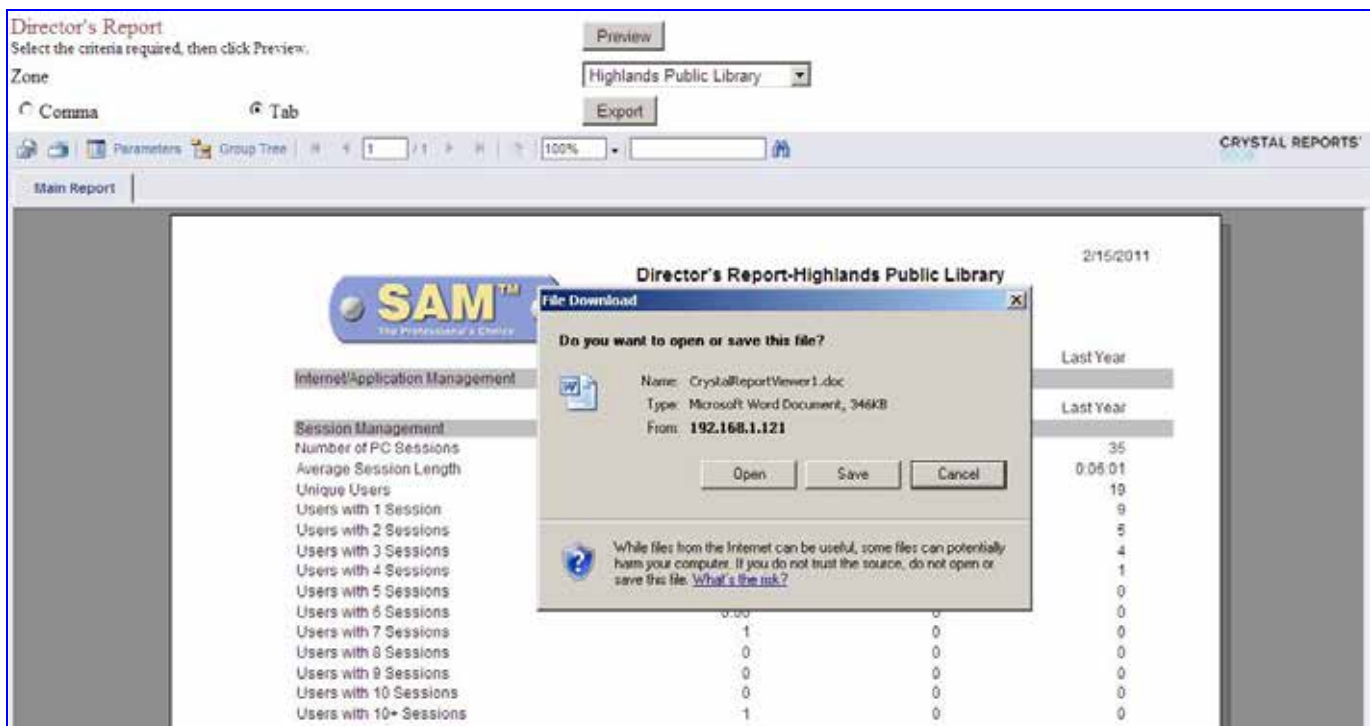 Director's Report
Select the criteria required, then click Preview.
Preview
Zone
Highlands Public Library
Comma
Tab
Export
Parameters
Group Tree
1
/1
100%
CRYSTAL REPORTS'
Main Report
2/15/2011
Director's Report-Highlands Public Library
SAM™
The Professional's Choice
File Download
Do you want to open or save this file?
Name: CrystalReportViewer1.doc
Type: Microsoft Word Document, 346KB
From: 192.168.1.121
Open
Save
Cancel
While files from the Internet can be useful, some files can potentially
harm your computer. If you do not trust the source, do not open or
save this file. What's the risk?
Last Year
Internet/Application Management
Last Year
Session Management
Number of PC Sessions 35
Average Session Length 0:06:01
Unique Users 19
Users with 1 Session 9
Users with 2 Sessions 5
Users with 3 Sessions 4
Users with 4 Sessions 1
Users with 5 Sessions 0
Users with 6 Sessions 0
Users with 7 Sessions 1 0 0
Users with 8 Sessions 0 0 0
Users with 9 Sessions 0 0 0
Users with 10 Sessions 0 0 0
Users with 10+ Sessions 1 0 0